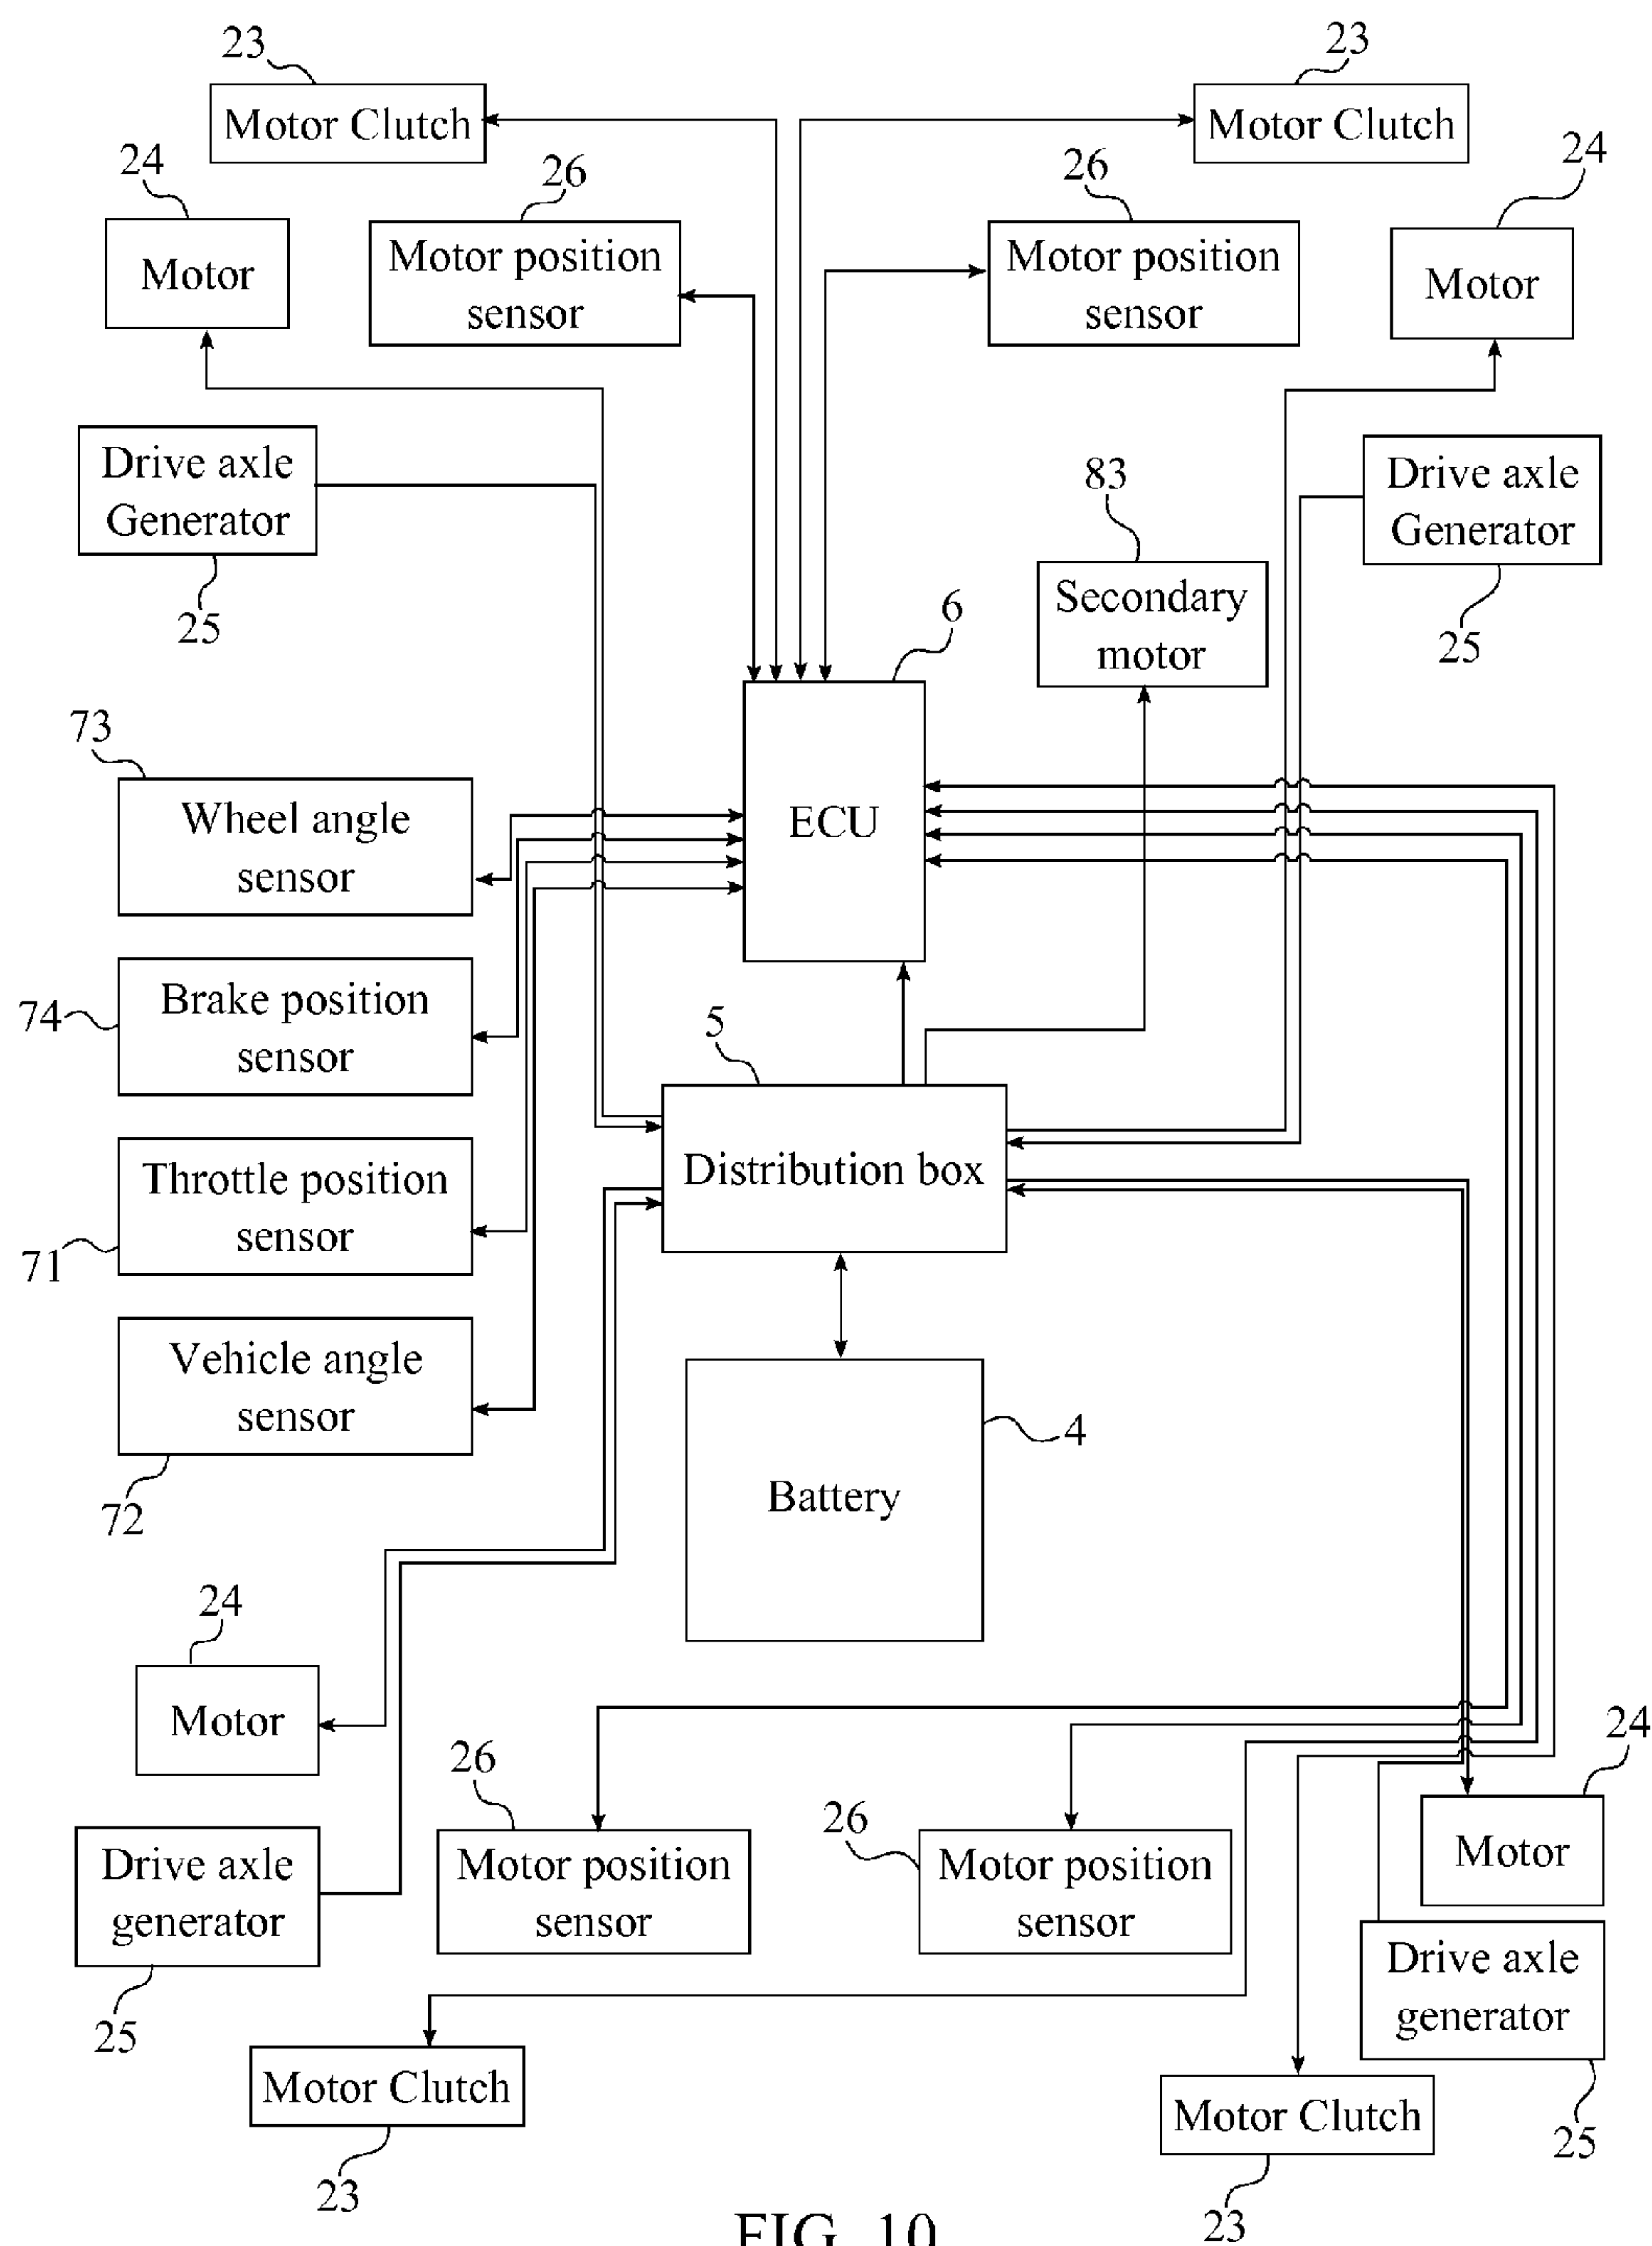 23
23
Motor Clutch
Motor Clutch
24
26
26
24
Motor
Motor position
sensor
Motor position
sensor
Motor
Drive axle
Generator
25
83
Drive axle
Generator
25
Secondary
motor
6
73
Wheel angle
sensor
ECU
74
Brake position
sensor
5
Throttle position
sensor
71
Distribution box
Vehicle angle
sensor
72
4
Battery
24
Motor
24
Motor
26
Motor position
sensor
26
Motor position
sensor
Drive axle
generator
25
Drive axle
generator
25
Motor Clutch
23
Motor Clutch
23
FIG. 10